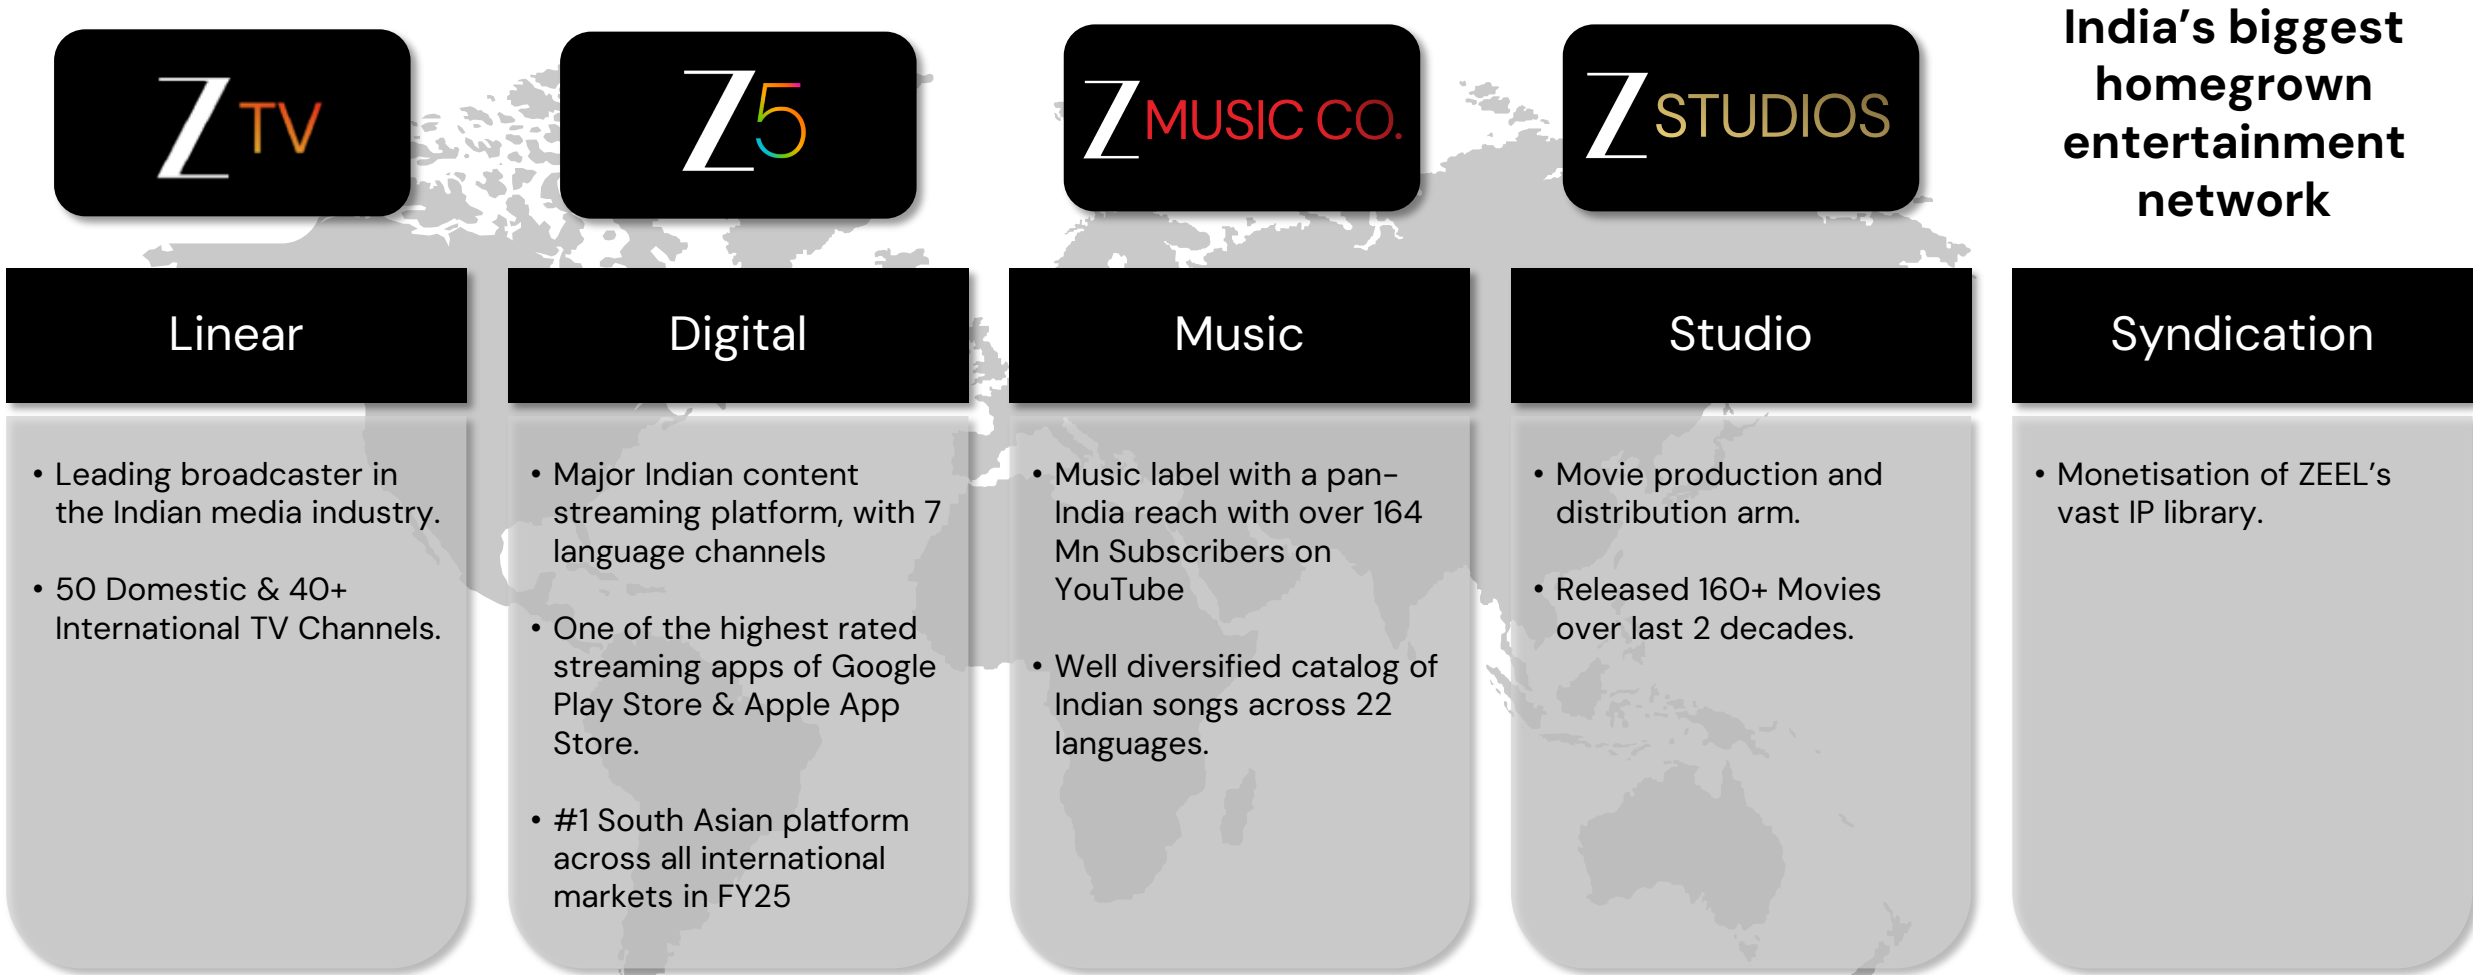 Z TV
Z5
Z MUSIC CO.
Z STUDIOS
India's biggest
homegrown
entertainment
network
Linear
• Leading broadcaster in
the Indian media industry.
• 50 Domestic & 40+
International TV Channels.
Digital
• Major Indian content
streaming platform, with 7
language channels
• One of the highest rated
streaming apps of Google
Play Store & Apple App
Store.
• #1 South Asian platform
across all international
markets in FY25
Music
• Music label with a pan-
India reach with over 164
Mn Subscribers on
YouTube
• Well diversified catalog of
Indian songs across 22
languages.
Studio
• Movie production and
distribution arm.
• Released 160+ Movies
over last 2 decades.
Syndication
• Monetisation of ZEEL's
vast IP library.